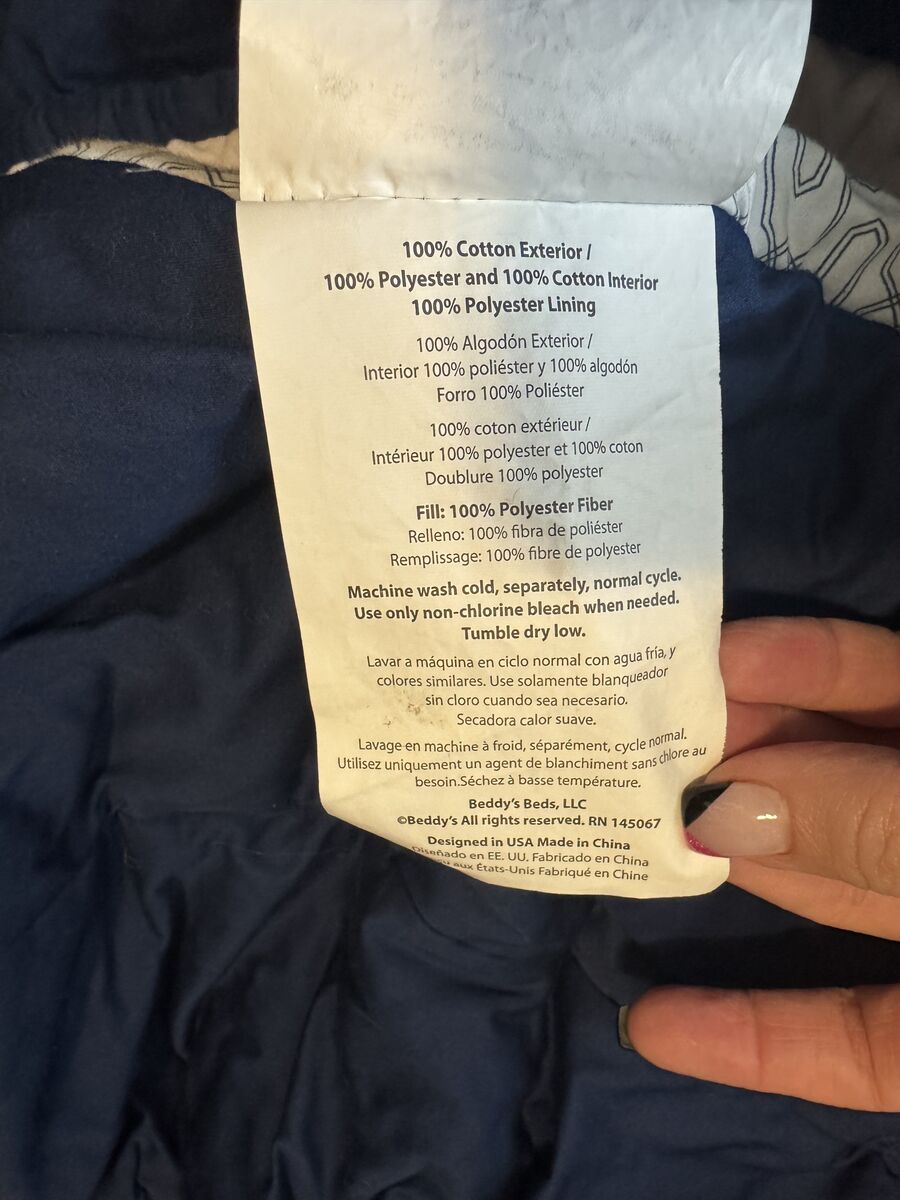 100% Cotton Exterior /
100% Polyester and 100% Cotton Interior
100% Polyester Lining
100% Algodón Exterior /
Interior 100% poliéster y 100% algodón
Forro 100% Poliéster
100% coton extérieur /
Intérieur 100% polyester et 100% coton
Doublure 100% polyester
Fill: 100% Polyester Fiber
Relleno: 100% fibra de poliéster
Remplissage: 100% fibre de polyester
Machine wash cold, separately, normal cycle.
Use only non-chlorine bleach when needed.
Tumble dry low.
Lavar a máquina en ciclo normal con agua fría, y
colores similares. Use solamente blanqueador
sin cloro cuando sea necesario.
Secadora calor suave.
Lavage en machine à froid, séparément, cycle normal.
Utilisez uniquement un agent de blanchiment sans chlore au
besoin.Séchez à basse température.
Beddy's Beds, LLC
©Beddy's All rights reserved. RN 145067
Designed in USA Made in China
Diseñado en EE. UU. Fabricado en China
aux États-Unis Fabriqué en Chine